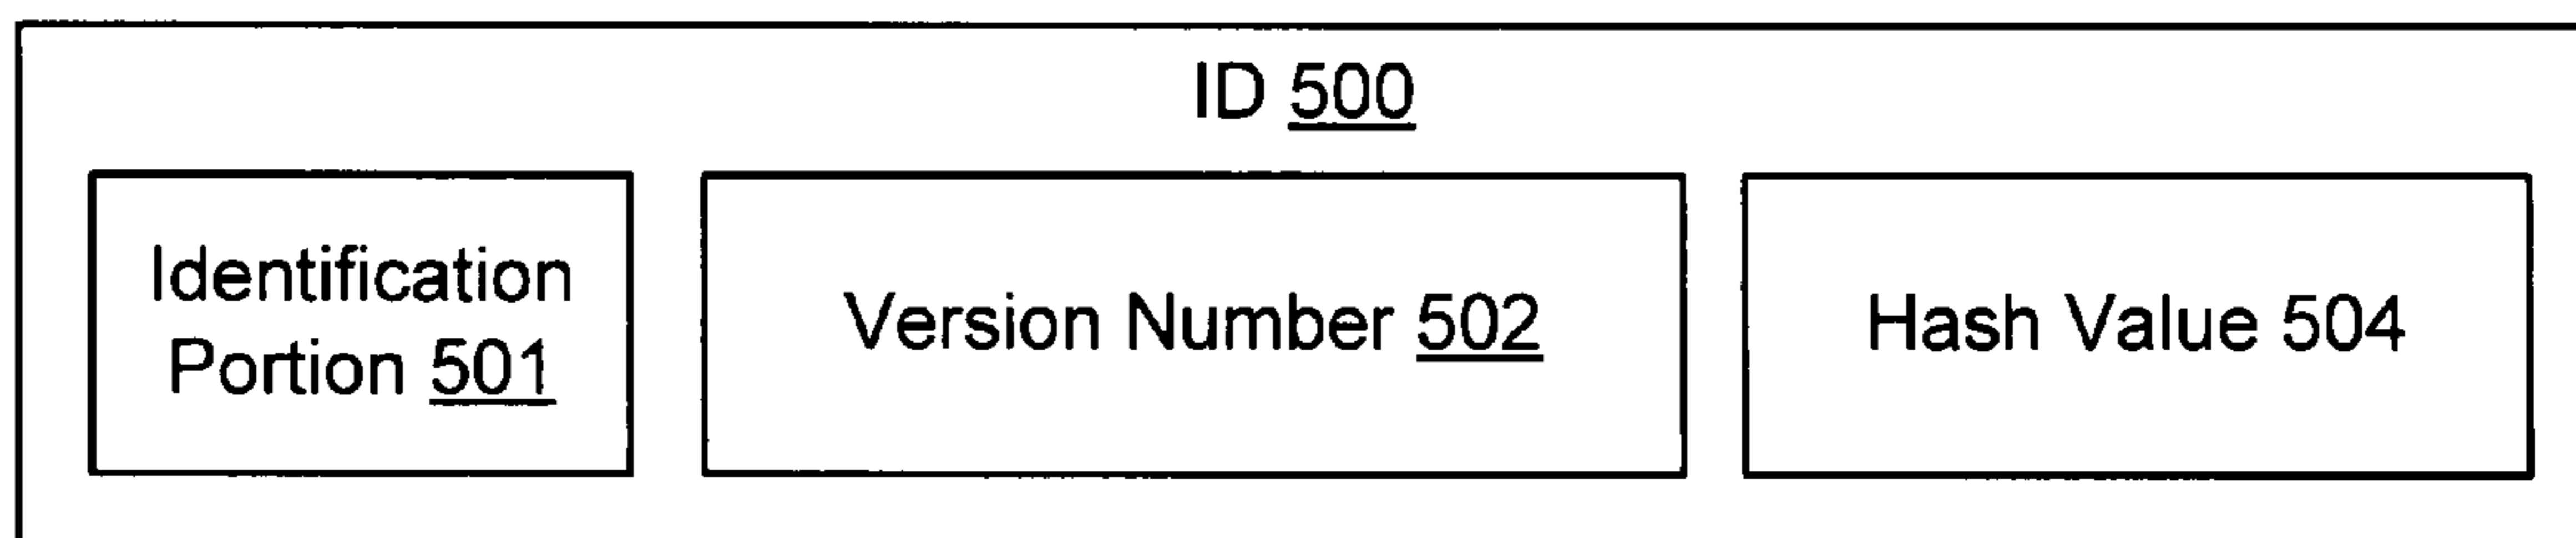 ID 500
Identification
Portion 501
Version Number 502
Hash Value 504